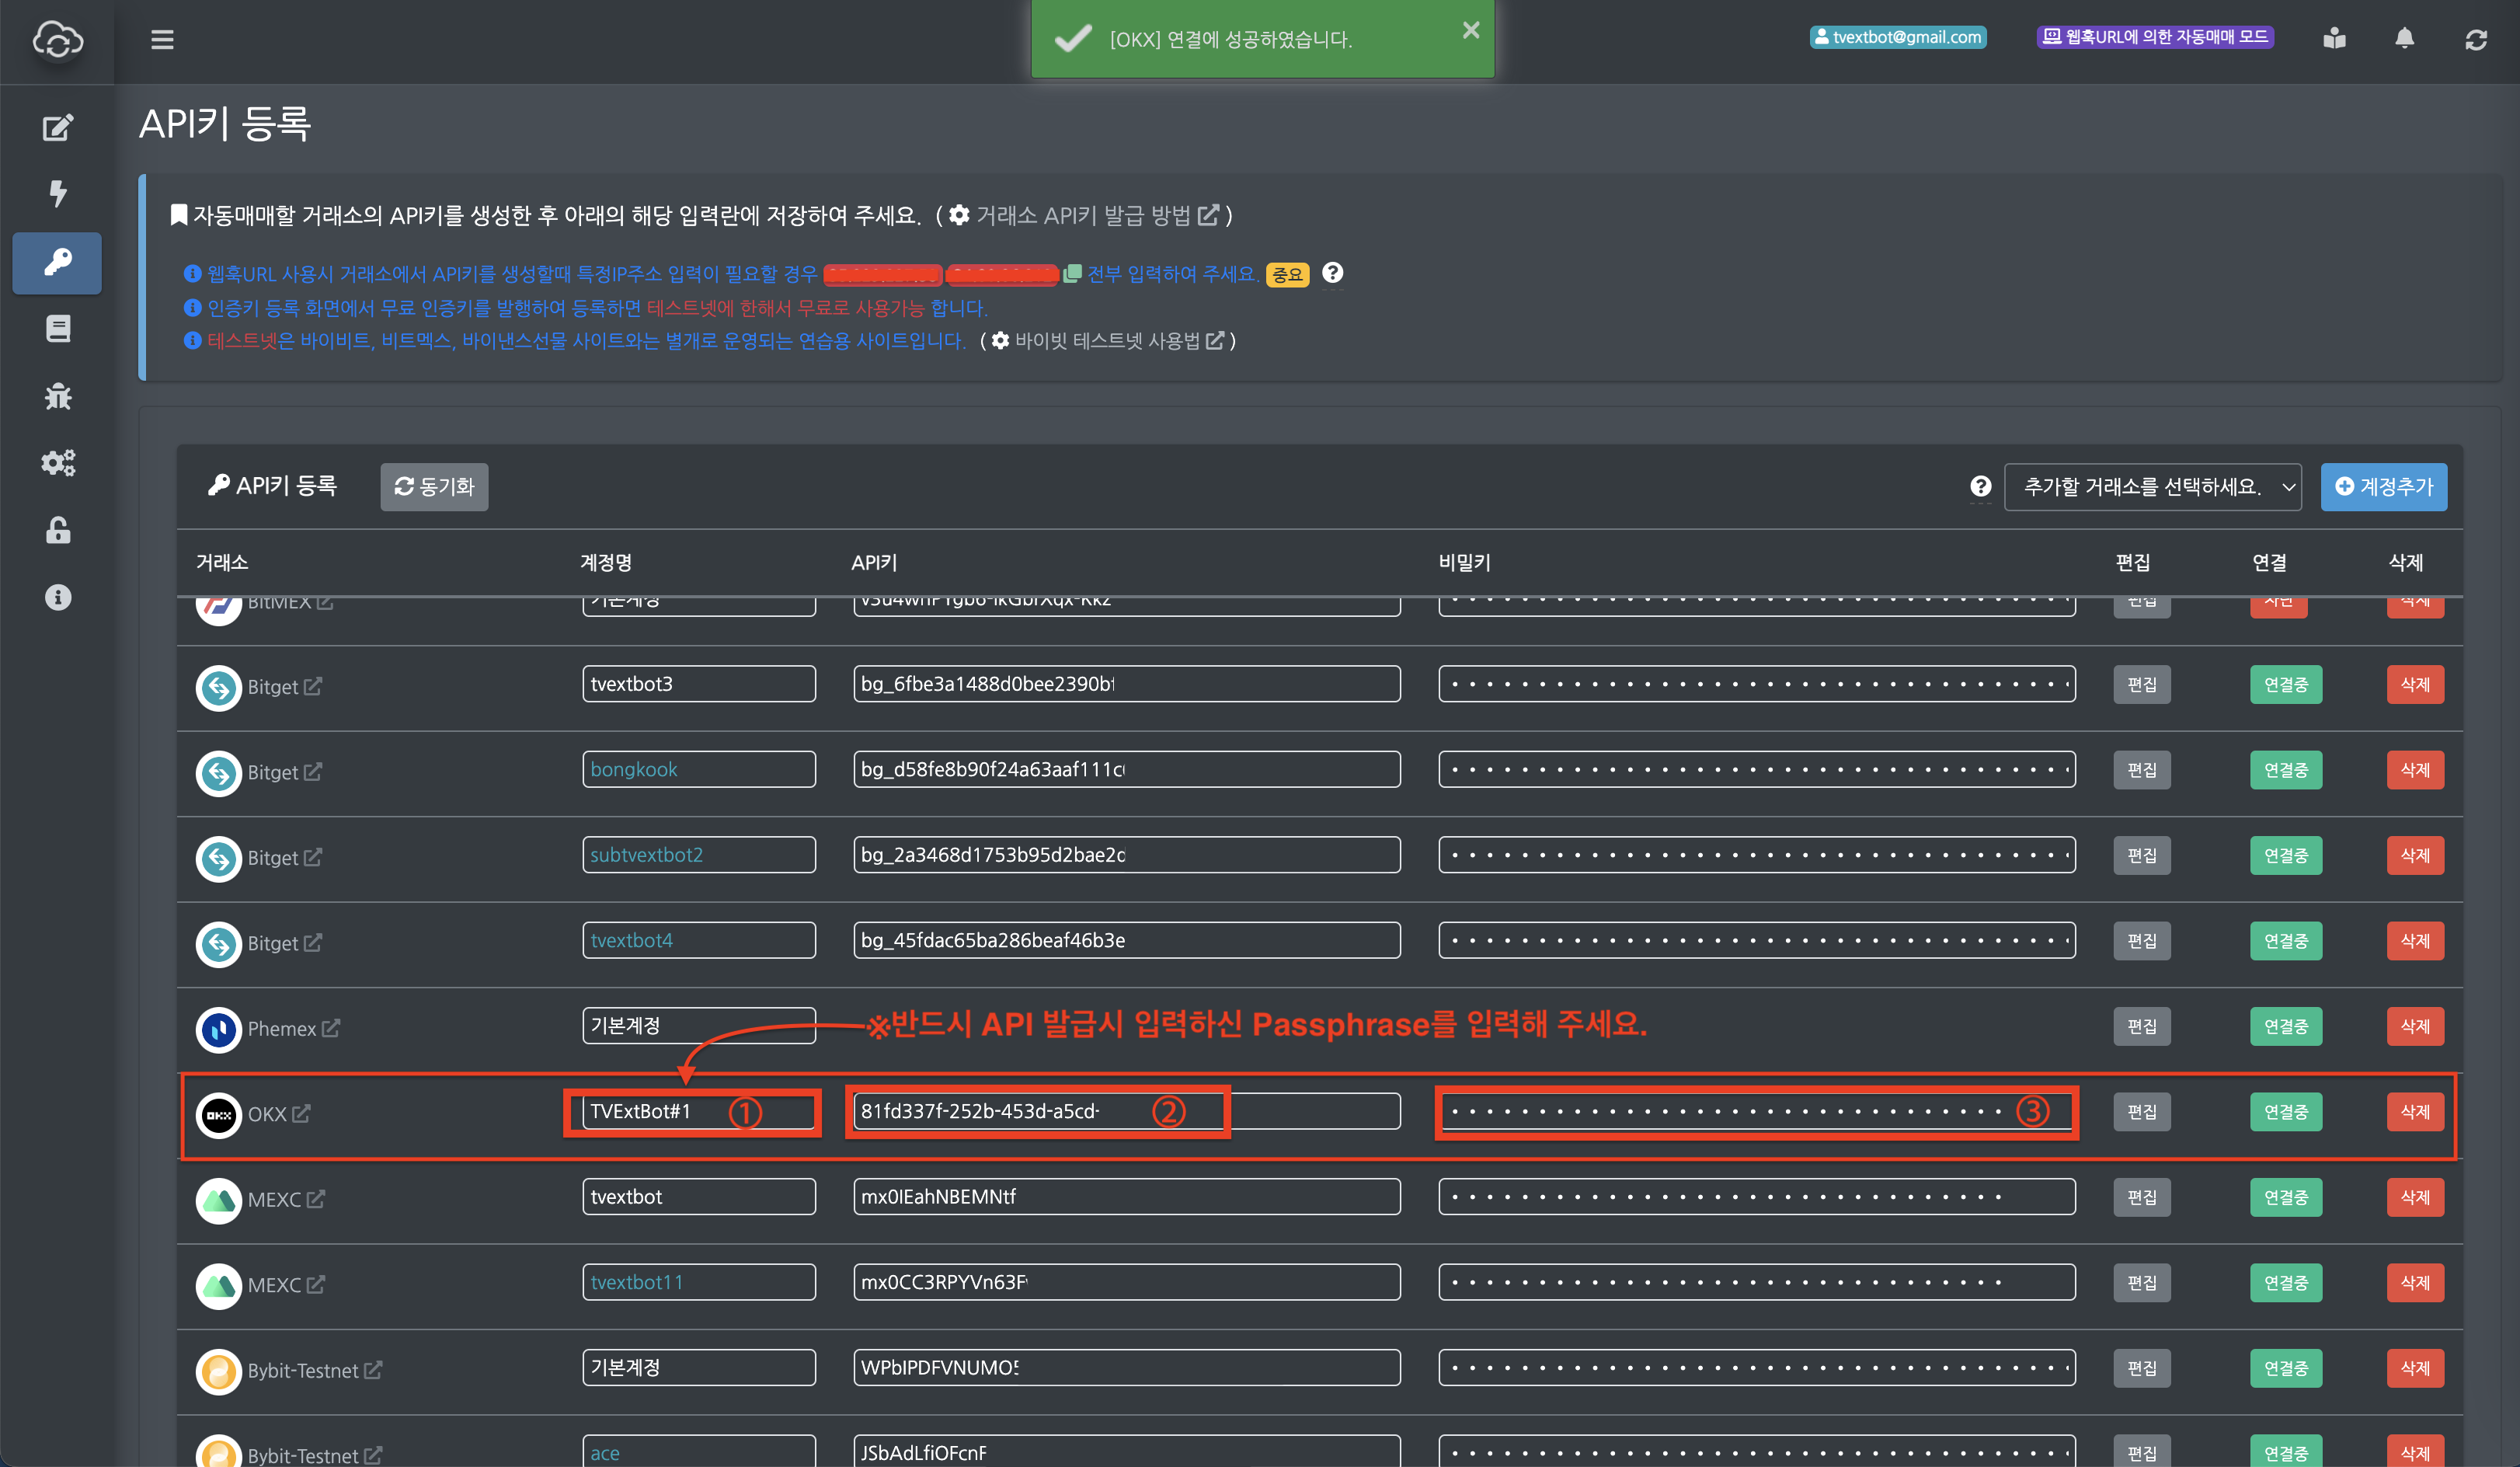 [OKX] 연결에 성공하였습니다.
tvextbot@gmail.com
웹훅URL에 의한 자동매매 모드
API키 등록
자동매매할 거래소의 API키를 생성한 후 아래의 해당 입력란에 저장하여 주세요. ( 거래소 API키 발급 방법 )
웹훅URL 사용시 거래소에서 API키를 생성할때 특정IP주소 입력이 필요할 경우 전부 입력하여 주세요. 중요
인증키 등록 화면에서 무료 인증키를 발행하여 등록하면 테스트넷에 한해서 무료로 사용가능 합니다.
테스트넷은 바이비트, 비트멕스, 바이낸스선물 사이트와는 별개로 운영되는 연습용 사이트입니다. ( 바이빗 테스트넷 사용법 )
API키 등록 동기화 추가할 거래소를 선택하세요. 계정추가
거래소 계정명 API키 비밀키 편집 연결 삭제
BitMEX 기본계정 편집 차단 삭제
Bitget tvextbot3 bg_6fbe3a1488d0bee2390b 편집 연결중 삭제
Bitget bongkook bg_d58fe8b90f24a63aaf111c 편집 연결중 삭제
Bitget subtvextbot2 bg_2a3468d1753b95d2bae2 편집 연결중 삭제
Bitget tvextbot4 bg_45fdac65ba286beaf46b3e 편집 연결중 삭제
Phemex 기본계정 ※반드시 API 발급시 입력하신 Passphrase를 입력해 주세요. 편집 연결중 삭제
OKX TVExtBot#1 ① 81fd337f-252b-453d-a5cd- ② ③ 편집 연결중 삭제
MEXC tvextbot mx0IEahNBEMNtf 편집 연결중 삭제
MEXC tvextbot11 mx0CC3RPYVn63F 편집 연결중 삭제
Bybit-Testnet 기본계정 WPbIPDFVNUMO 편집 연결중 삭제
Bybit-Testnet ace JSbAdLfiOFcnF 편집 연결중 삭제